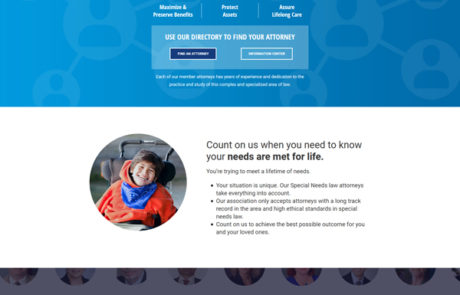 Maximize &
Preserve Benefits
Protect
Assets
Assure
Lifelong Care
USE OUR DIRECTORY TO FIND YOUR ATTORNEY
FIND AN ATTORNEY
INFORMATION CENTER
Each of our member attorneys has years of experience and dedication to the
practice and study of this complex and specialized area of law.
Count on us when you need to know
your needs are met for life.
You're trying to meet a lifetime of needs
• Your situation is unique. Our Special Needs law attorneys
take everything into account.
• Our association only accepts attorneys with a long track
record in the area and high ethical standards in special
needs law.
• Count on us to achieve the best possible outcome for you
and your loved ones.